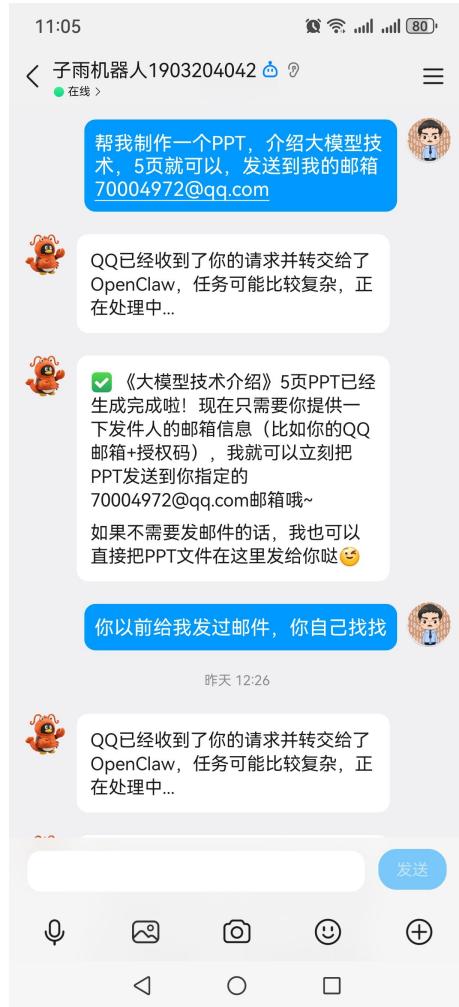 11:05
80
子雨机器人1903204042
在线 >
帮我制作一个PPT，介绍大模型技
术，5页就可以，发送到我的邮箱
70004972@qq.com
QQ已经收到了你的请求并转交给了
OpenClaw，任务可能比较复杂，正
在处理中...
《大模型技术介绍》5页PPT已经
生成完成啦！现在只需要你提供一
下发件人的邮箱信息（比如你的QQ
邮箱+授权码），我就可以立刻把
PPT发送到你指定的
70004972@qq.com邮箱哦~
如果不需要发邮件的话，我也可以
直接把PPT文件在这里发给你哒
你以前给我发过邮件，你自己找找
昨天 12:26
QQ已经收到了你的请求并转交给了
OpenClaw，任务可能比较复杂，正
在处理中...
发送